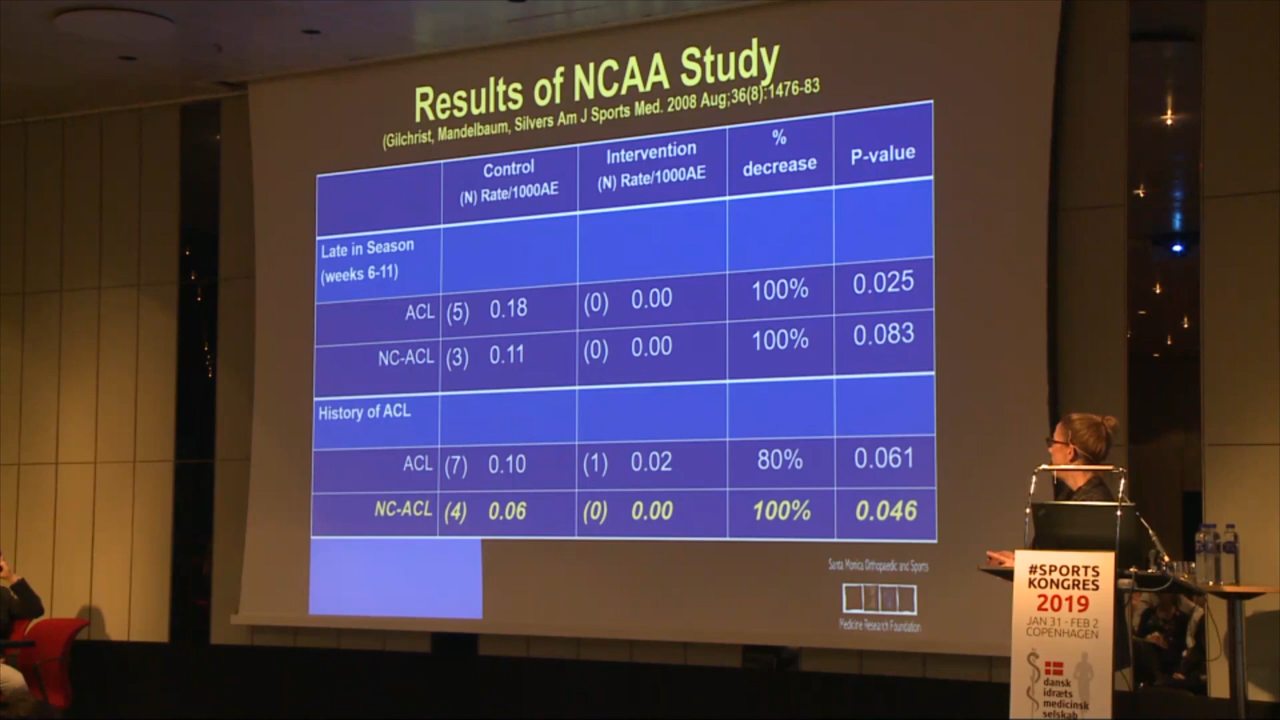 Results of NCAA Study
(Gilchrist, Mandelbaum, Silvers Am J Sports Med. 2008 Aug;36(8):1476-83
Control
(N) Rate/1000AE
Intervention
(N) Rate/1000AE
%
decrease
P-value
Late in Season
(weeks 6-11)
ACL (5) 0.18 (0) 0.00 100% 0.025
NC-ACL (3) 0.11 (0) 0.00 100% 0.083
History of ACL
ACL (7) 0.10 (1) 0.02 80% 0.061
NC-ACL (4) 0.06 (0) 0.00 100% 0.046
Santa Monica Orthopaedic and Sports
Medicine Research Foundation
#SPORTS
KONGRES
2019
JAN 31 - FEB 2
COPENHAGEN
dansk
idræts
medicinsk
selskab